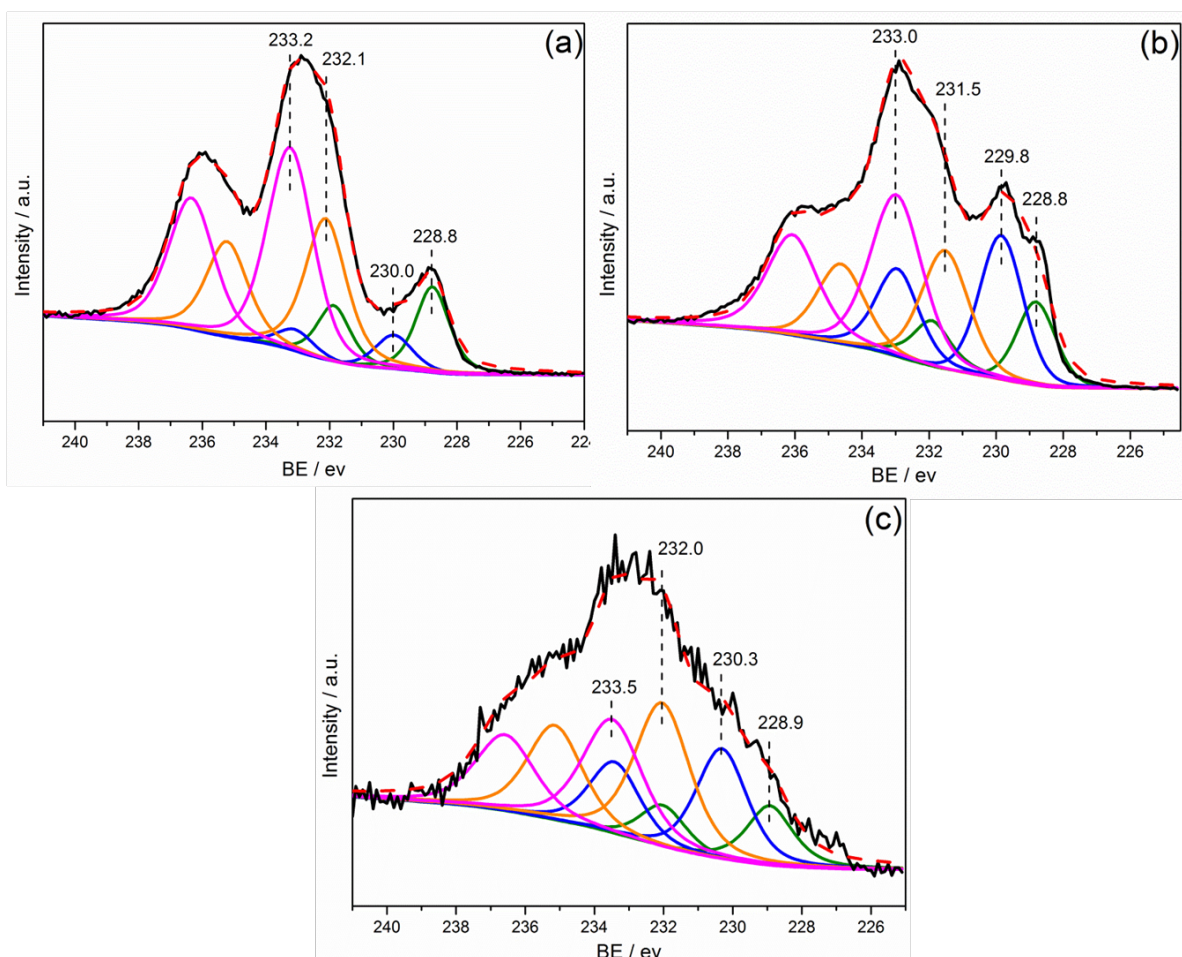 (a)
233.2
232.1
230.0
228.8
Intensity / a.u.
240 238 236 234 232 230 228 226 224
BE / ev
(b)
233.0
231.5
229.8
228.8
Intensity / a.u.
240 238 236 234 232 230 228 226
BE / ev
(c)
232.0
230.3
233.5
228.9
Intensity / a.u.
240 238 236 234 232 230 228 226
BE / ev